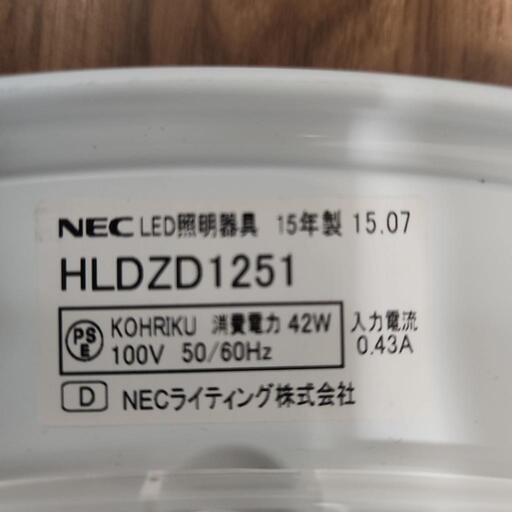 NEC LED照明器具 15年製 15.07
HLDZD1251
PS
E
KOHRIKU 消費電力 42W
100V 50/60Hz
入力電流
0.43A
D NECライティング株式会社